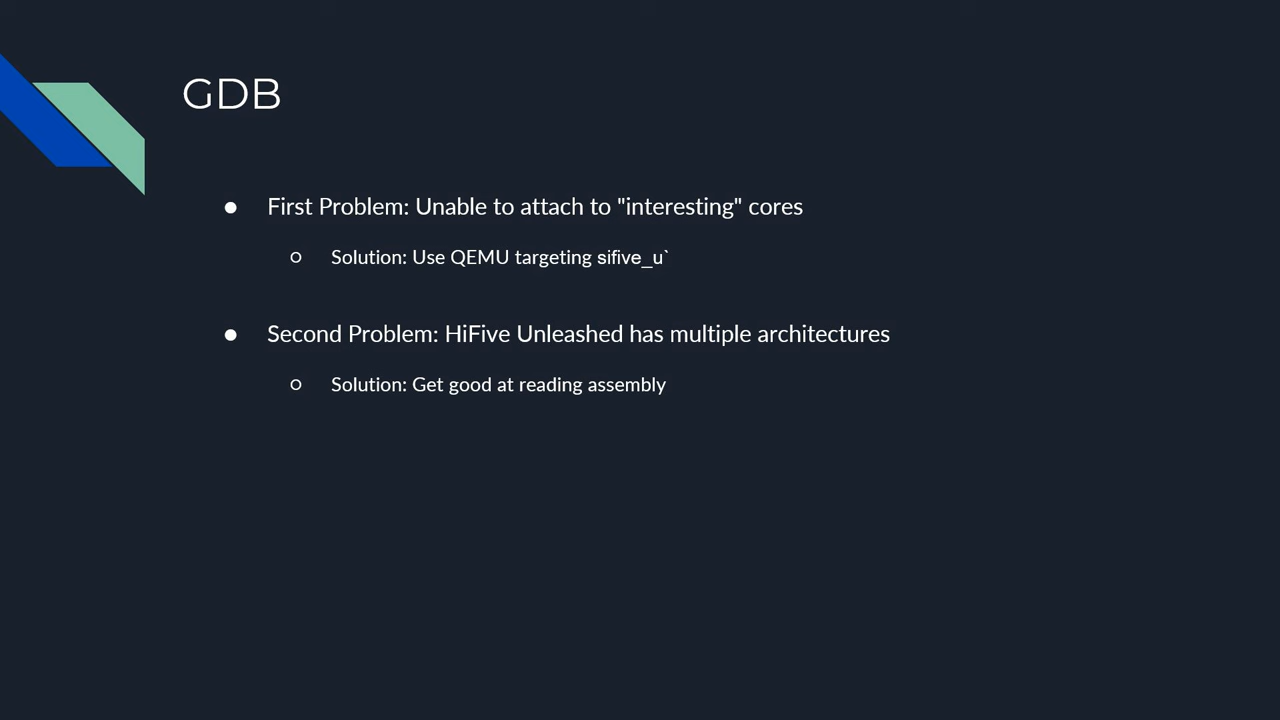 GDB
First Problem: Unable to attach to "interesting" cores
Solution: Use QEMU targeting sifive_u`
Second Problem: HiFive Unleashed has multiple architectures
Solution: Get good at reading assembly